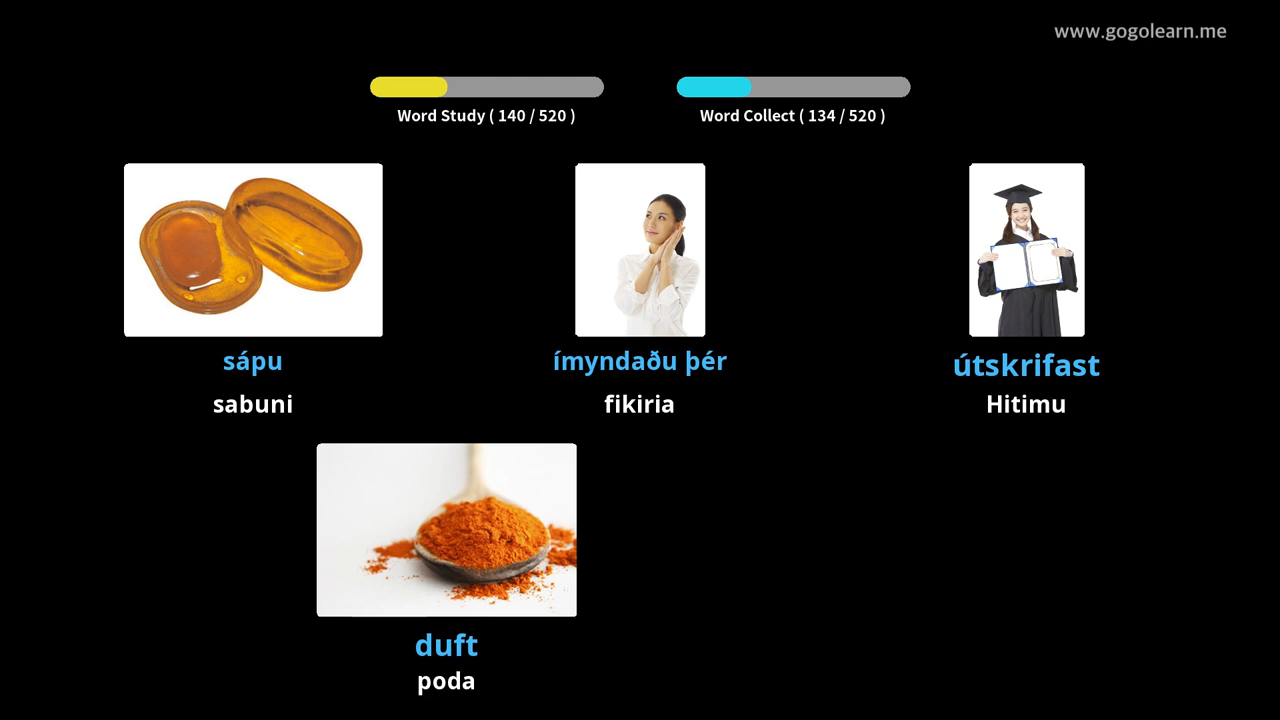 www.gogolearn.me
Word Study ( 140 / 520 )
Word Collect ( 134 / 520 )
sápu
ímyndaðu þér
útskrifast
sabuni
fikiria
Hitimu
duft
poda